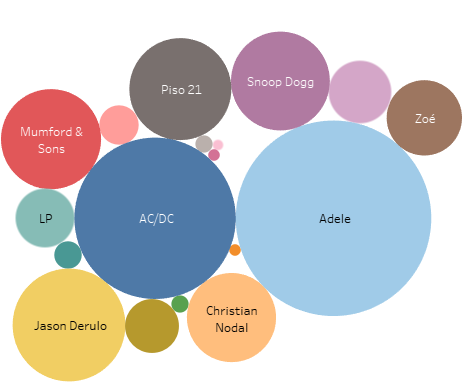 Snoop Dogg
Piso 21
Zoé
Mumford &
Sons
LP
AC/DC
Adele
Christian
Nodal
Jason Derulo